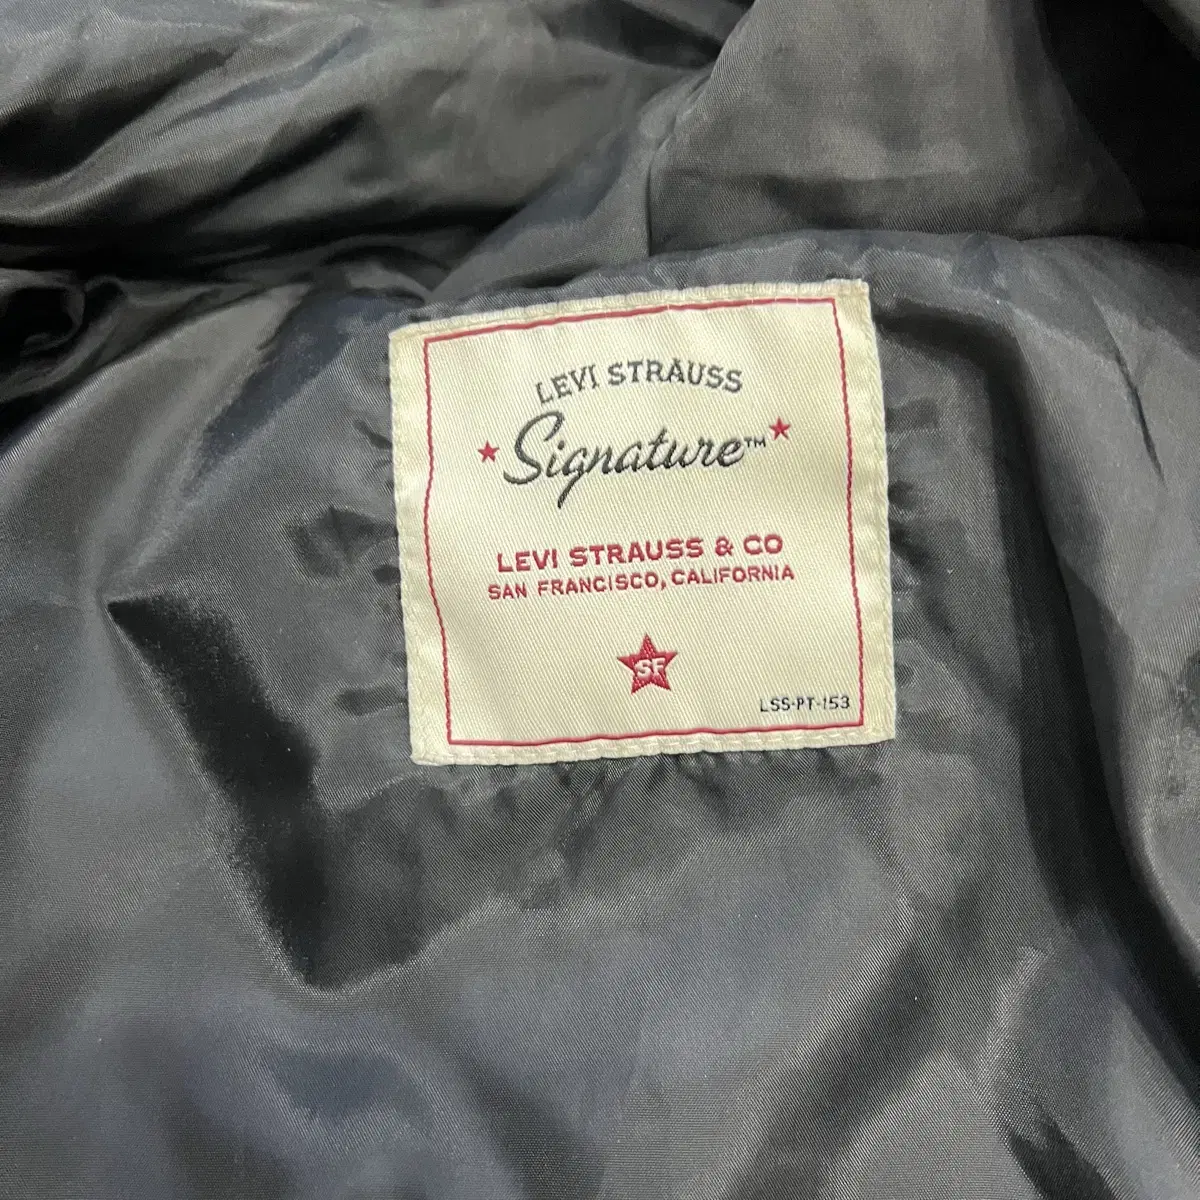 LEVI STRAUSS
Signature™
LEVI STRAUSS & CO
SAN FRANCISCO, CALIFORNIA
SF
LSS-PT-153